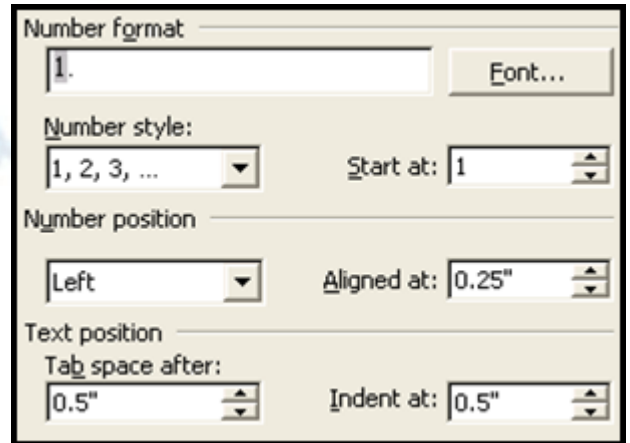 Number format
1.
Font...
Number style:
1, 2, 3, ...
Start at: 1
Number position
Left
Aligned at: 0.25"
Text position
Tab space after:
0.5"
Indent at: 0.5"